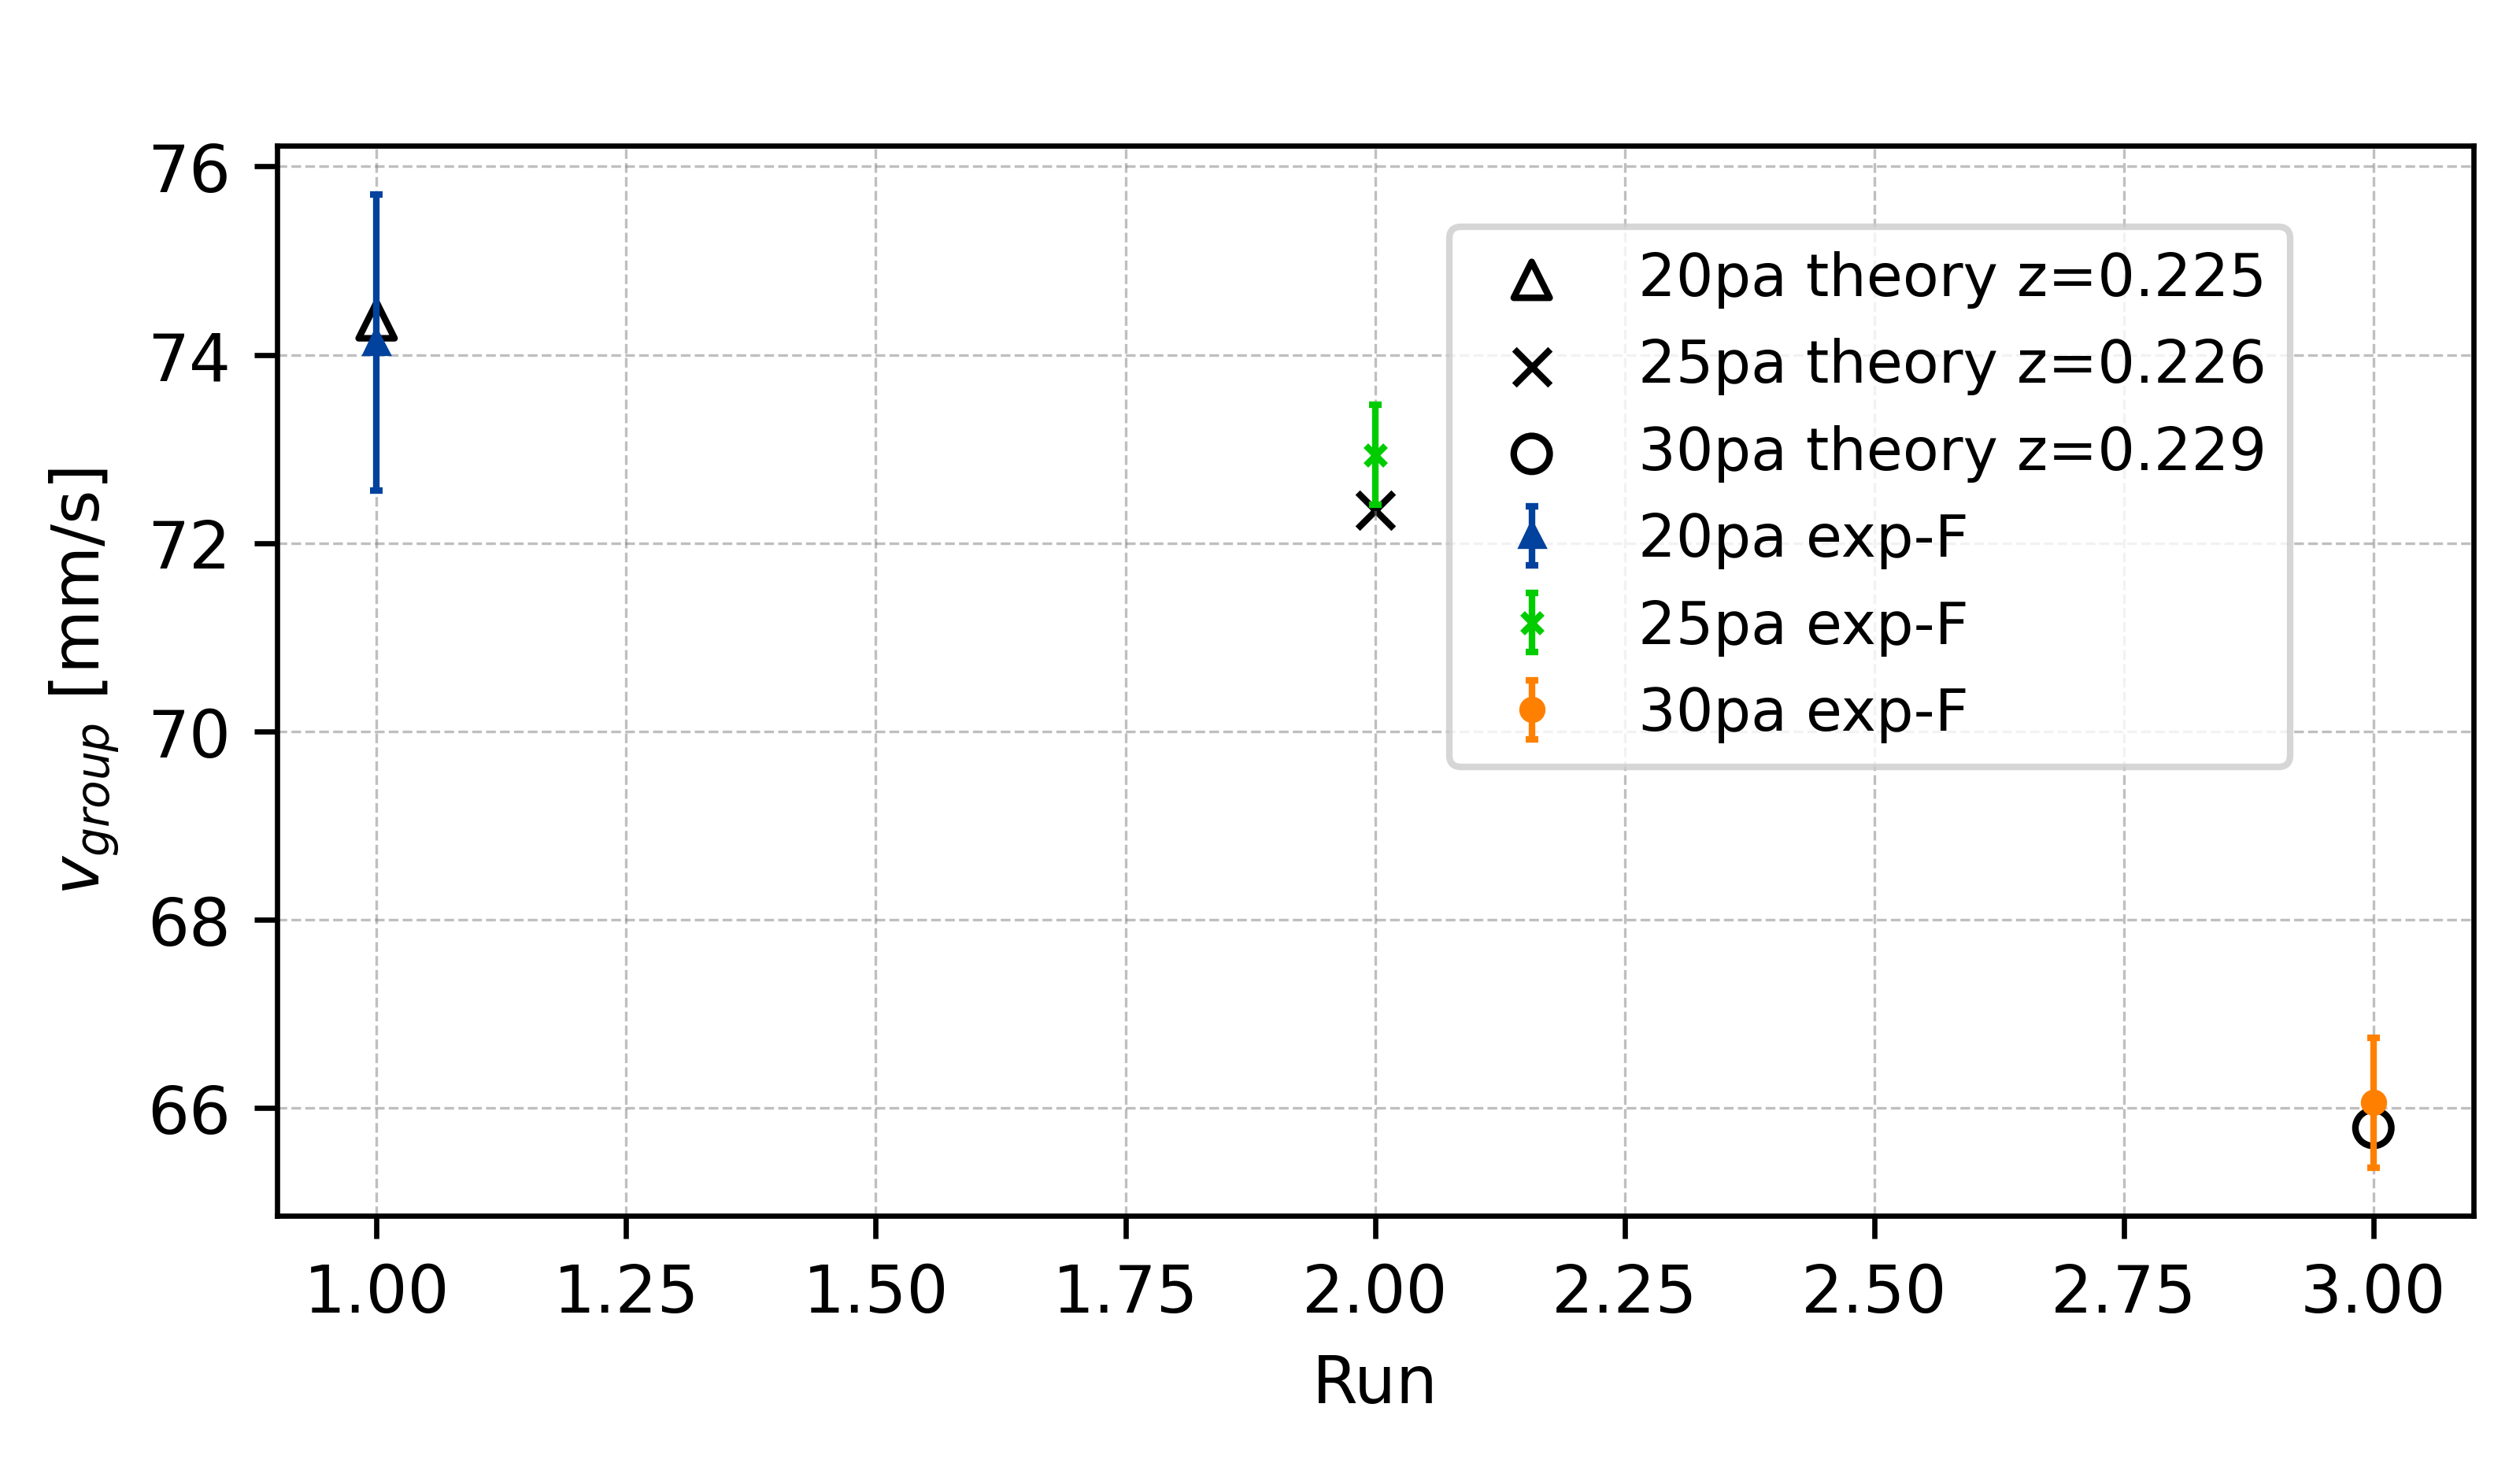 76
74
72
70
68
66
v_group [mm/s]
20pa theory z=0.225
25pa theory z=0.226
30pa theory z=0.229
20pa exp-F
25pa exp-F
30pa exp-F
1.00 1.25 1.50 1.75 2.00 2.25 2.50 2.75 3.00
Run